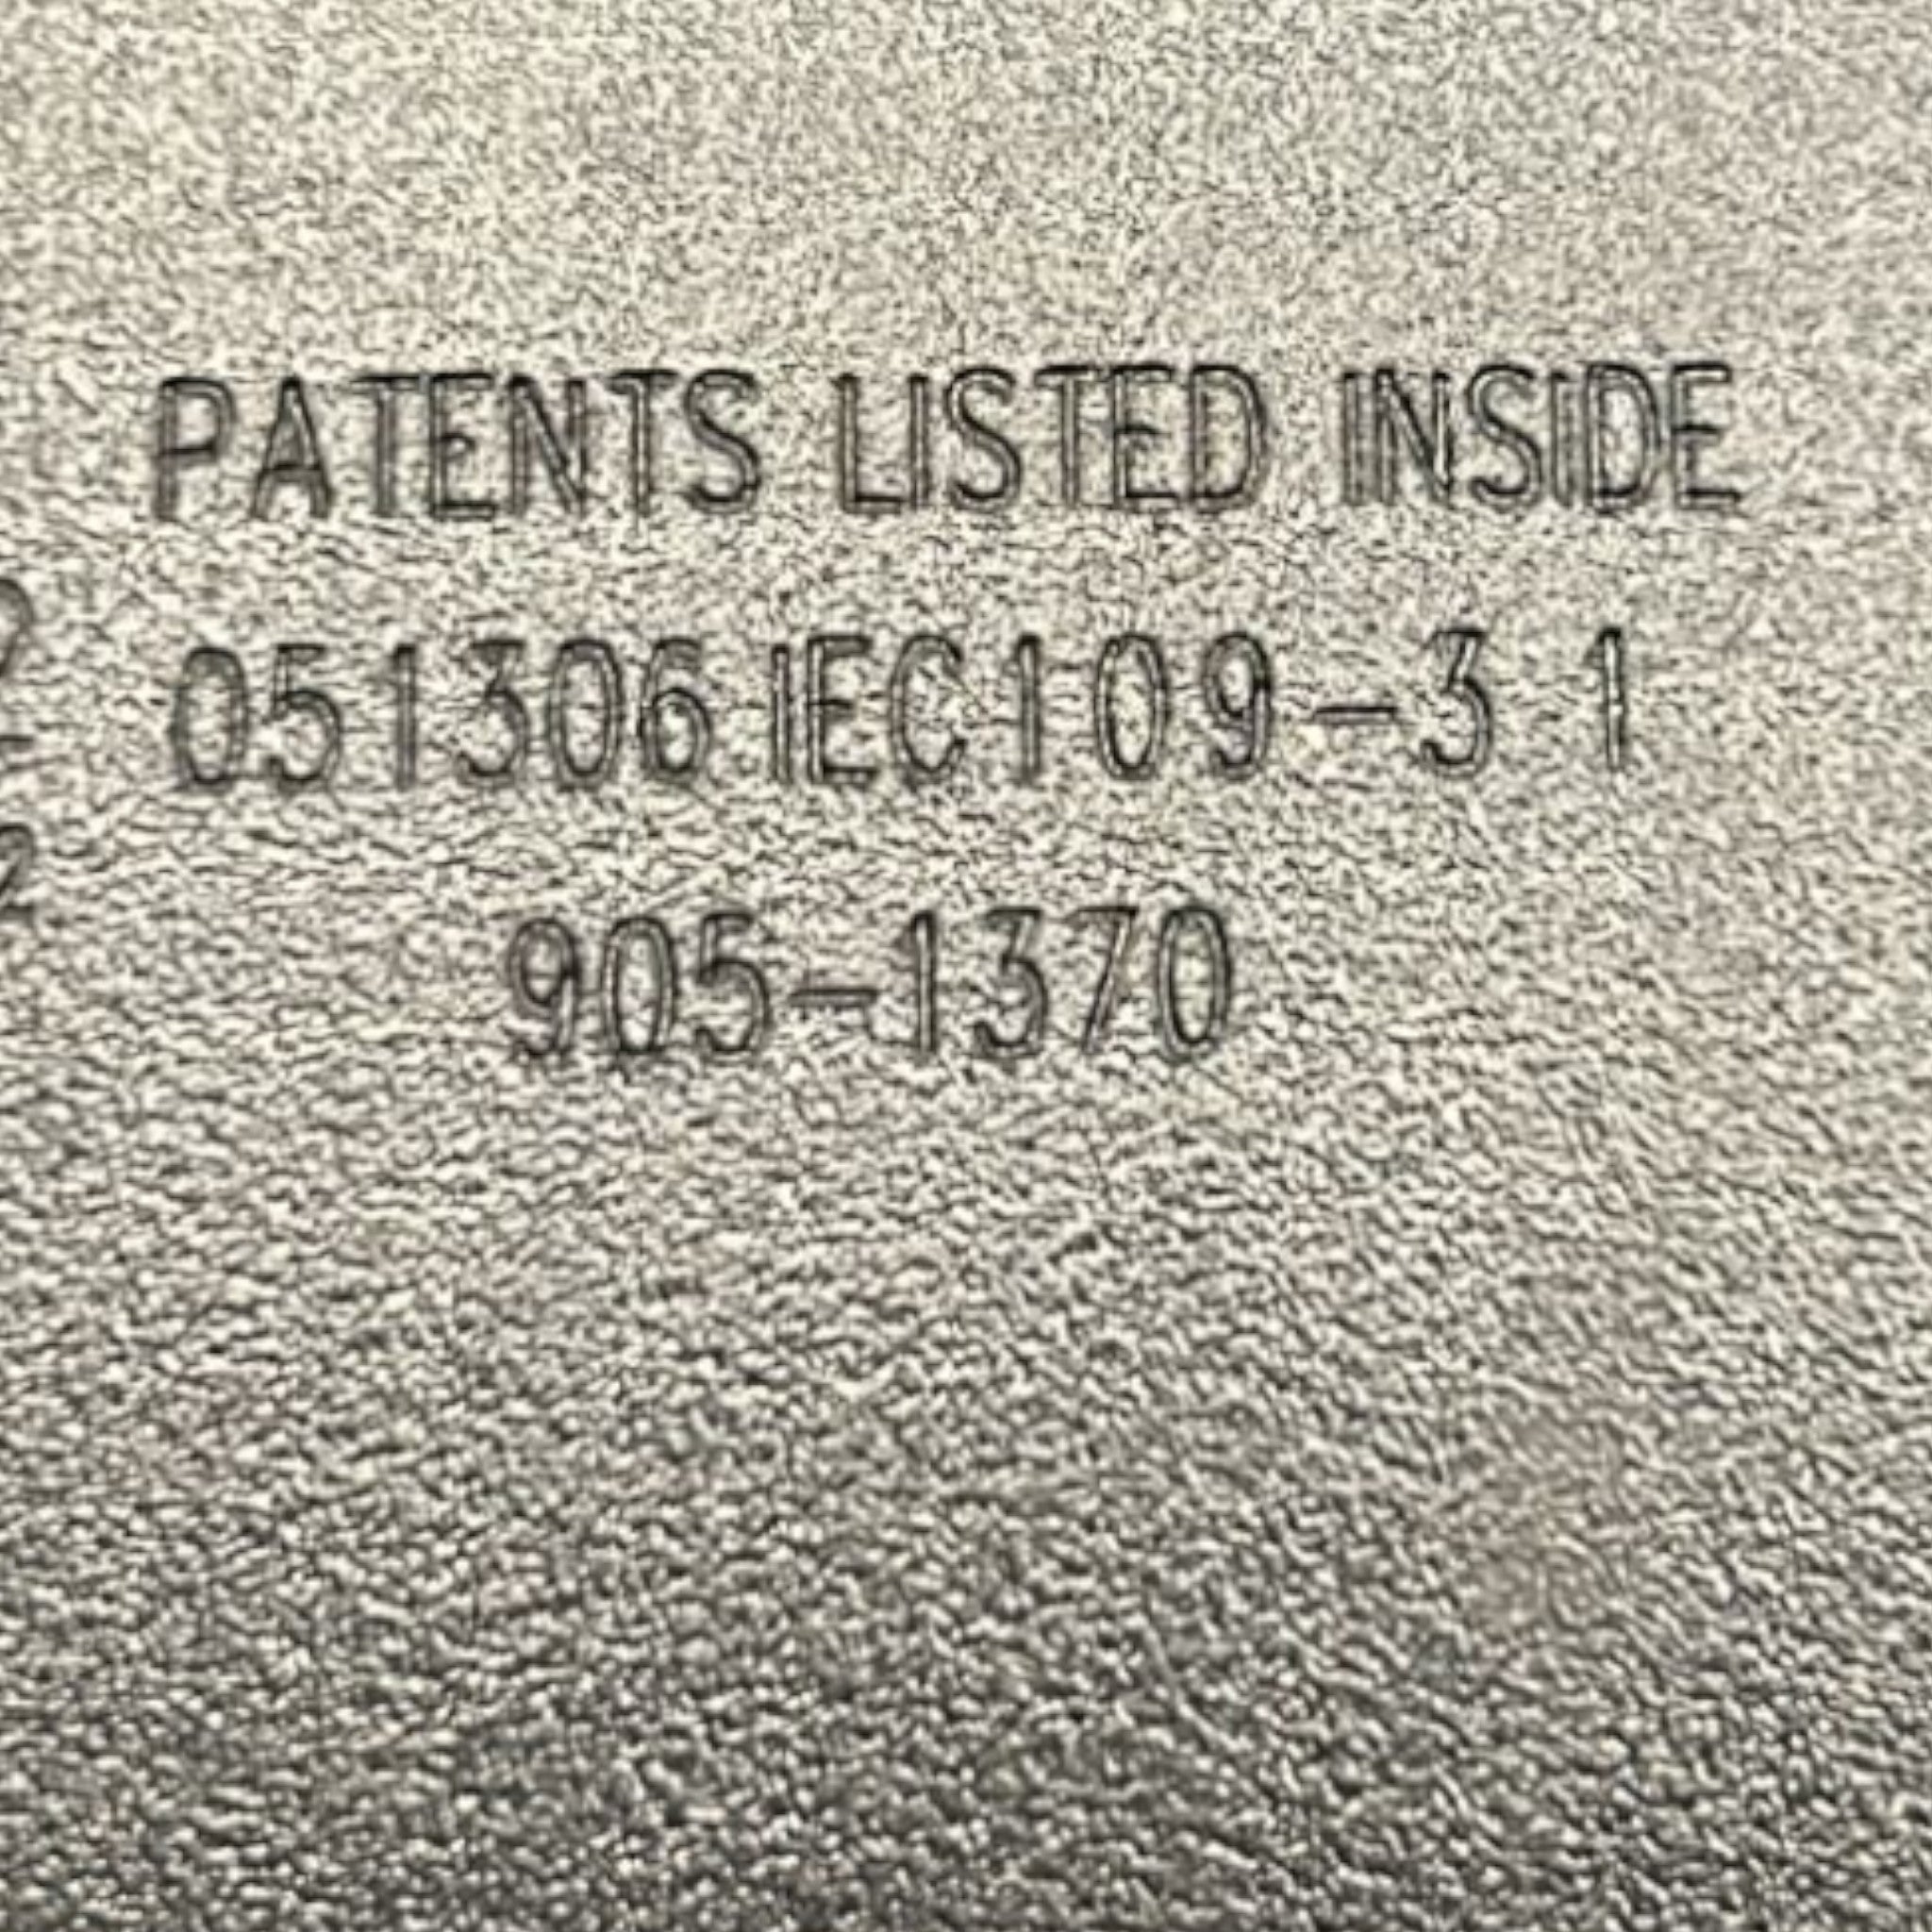 PATENTS LISTED INSIDE
051306 IEC109-3 1
905-1370